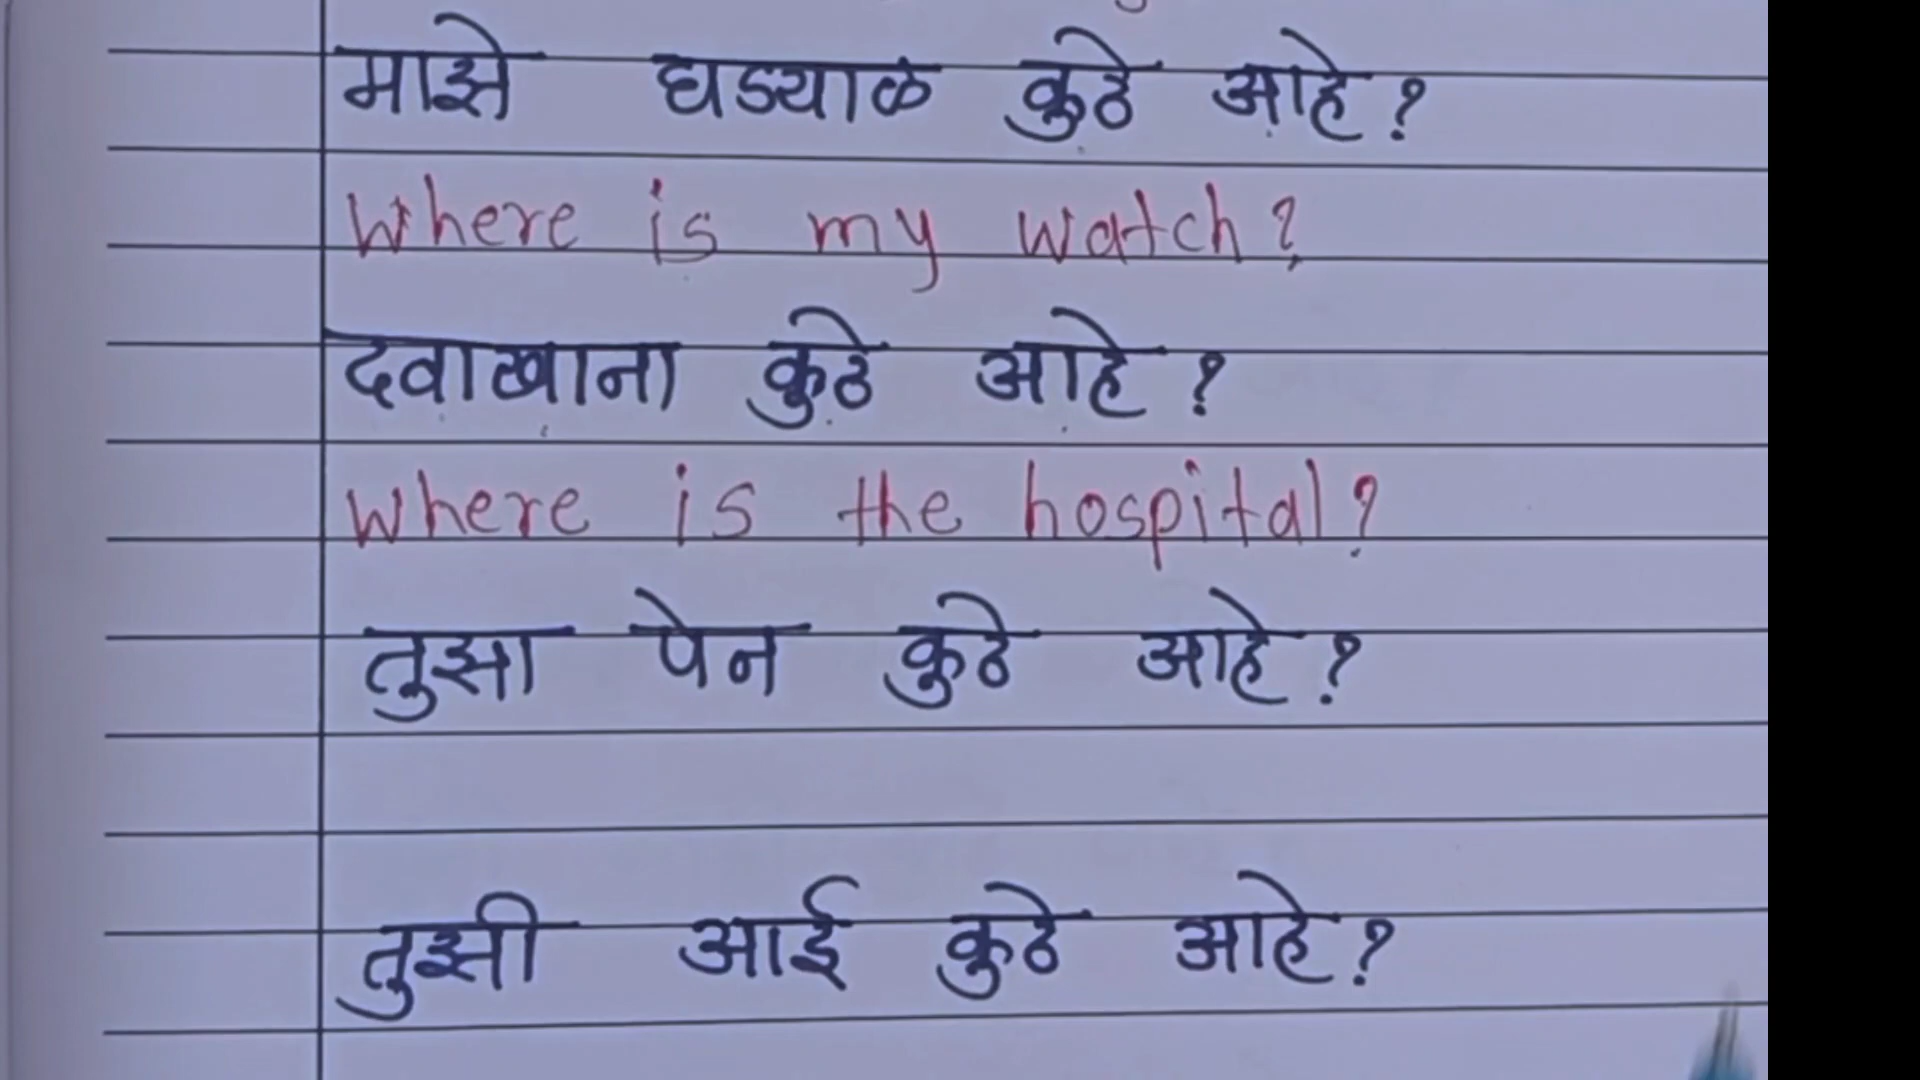 माझे घड्याळ कुठे आहे?
Where is my watch?
दवाखाना कुठे आहे?
Where is the hospital?
तुझा पेन कुठे आहे?
तुझी आई कुठे आहे?